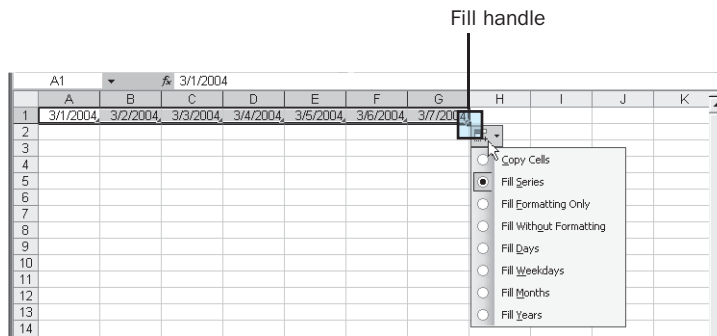 Fill handle
A1 fx 3/1/2004
A B C D E F G H I J K
1 3/1/2004 3/2/2004 3/3/2004 3/4/2004 3/5/2004 3/6/2004 3/7/2004
2
3
4 Copy Cells
5 Fill Series
6 Fill Formatting Only
7
8 Fill Without Formatting
9 Fill Days
10
11 Fill Weekdays
12 Fill Months
13 Fill Years
14